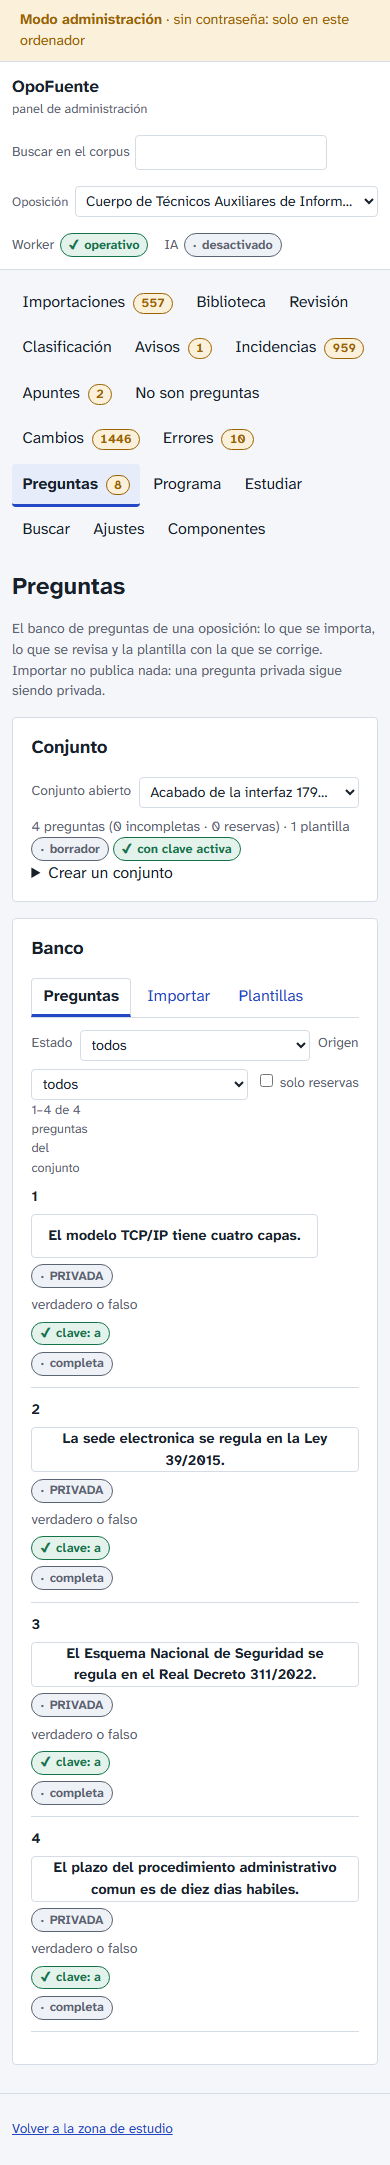 Modo administración · sin contraseña: solo en este
ordenador
OpoFuente
panel de administración
Buscar en el corpus
Oposición Cuerpo de Técnicos Auxiliares de Inform...
Worker ✓ operativo IA · desactivado
Importaciones 557 Biblioteca Revisión
Clasificación Avisos 1 Incidencias 959
Apuntes 2 No son preguntas
Cambios 1446 Errores 10
Preguntas 8 Programa Estudiar
Buscar Ajustes Componentes
Preguntas
El banco de preguntas de una oposición: lo que se importa,
lo que se revisa y la plantilla con la que se corrige.
Importar no publica nada: una pregunta privada sigue
siendo privada.
Conjunto
Conjunto abierto Acabado de la interfaz 179...
4 preguntas (0 incompletas · 0 reservas) · 1 plantilla
· borrador ✓ con clave activa
▶ Crear un conjunto
Banco
Preguntas Importar Plantillas
Estado todos Origen
todos solo reservas
1–4 de 4
preguntas
del
conjunto
1
El modelo TCP/IP tiene cuatro capas.
· PRIVADA
verdadero o falso
✓ clave: a
· completa
2
La sede electronica se regula en la Ley
39/2015.
· PRIVADA
verdadero o falso
✓ clave: a
· completa
3
El Esquema Nacional de Seguridad se
regula en el Real Decreto 311/2022.
· PRIVADA
verdadero o falso
✓ clave: a
· completa
4
El plazo del procedimiento administrativo
comun es de diez dias habiles.
· PRIVADA
verdadero o falso
✓ clave: a
· completa
Volver a la zona de estudio